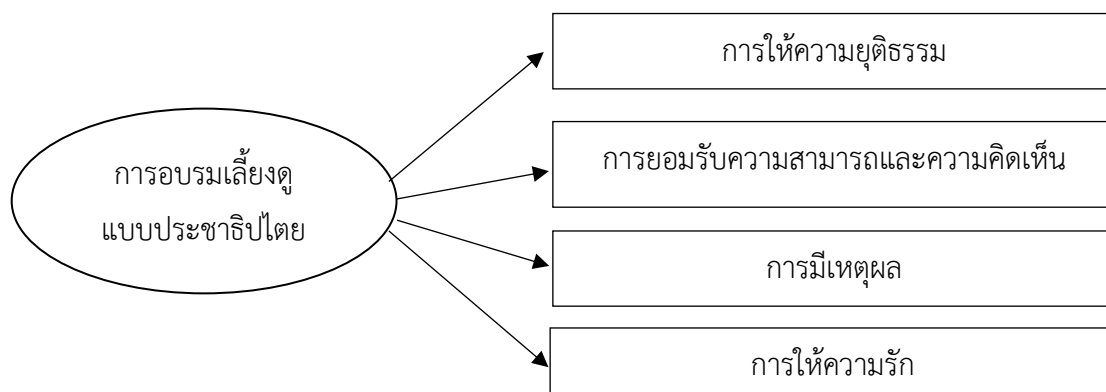 การอบรมเลี้ยงดู
แบบประชาธิปไตย
การให้ความยุติธรรม
การยอมรับความสามารถและความคิดเห็น
การมีเหตุผล
การให้ความรัก